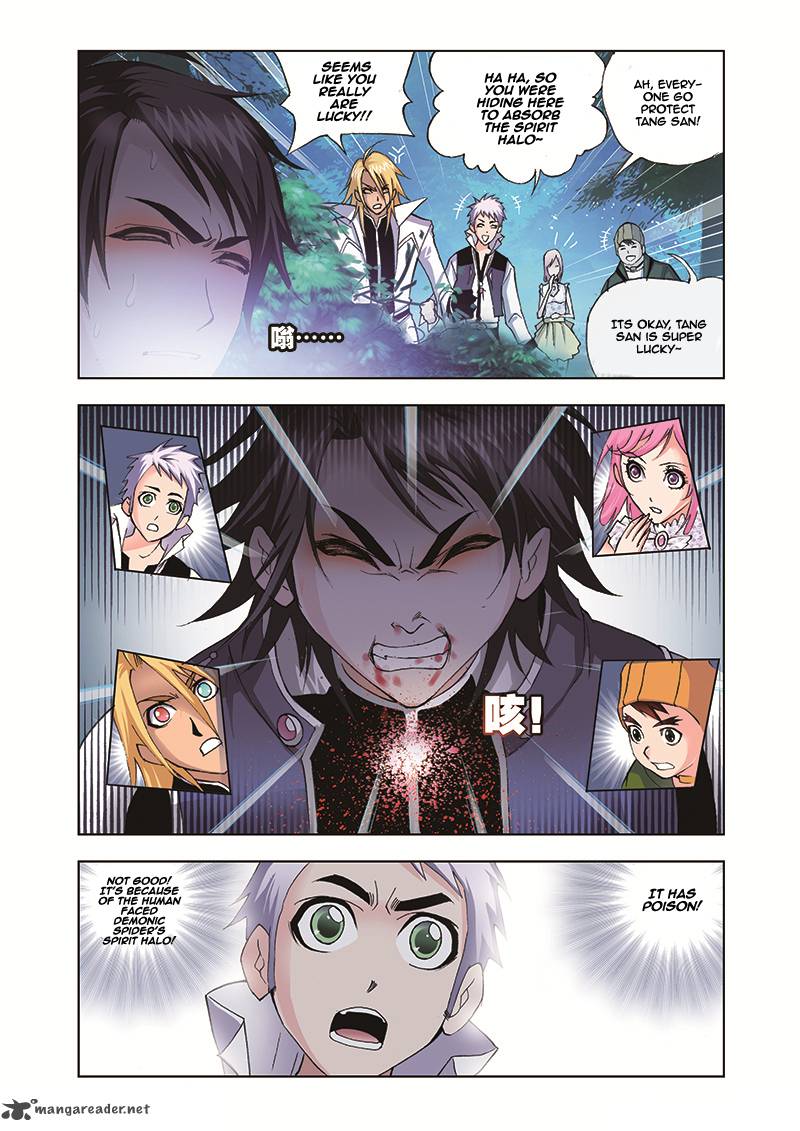 SEEMS
LIKE YOU
REALLY
ARE
LUCKY!!
HA HA, SO
YOU WERE
HIDING HERE
TO ABSORB
THE SPIRIT
HALO~
AH, EVERY-
ONE GO
PROTECT
TANG SAN!
嗡……
ITS OKAY, TANG
SAN IS SUPER
LUCKY~
咳!
NOT GOOD!
IT'S BECAUSE
OF THE HUMAN
FACED
DEMONIC
SPIDER'S
SPIRIT HALO!
IT HAS
POISON!
mangareader.net